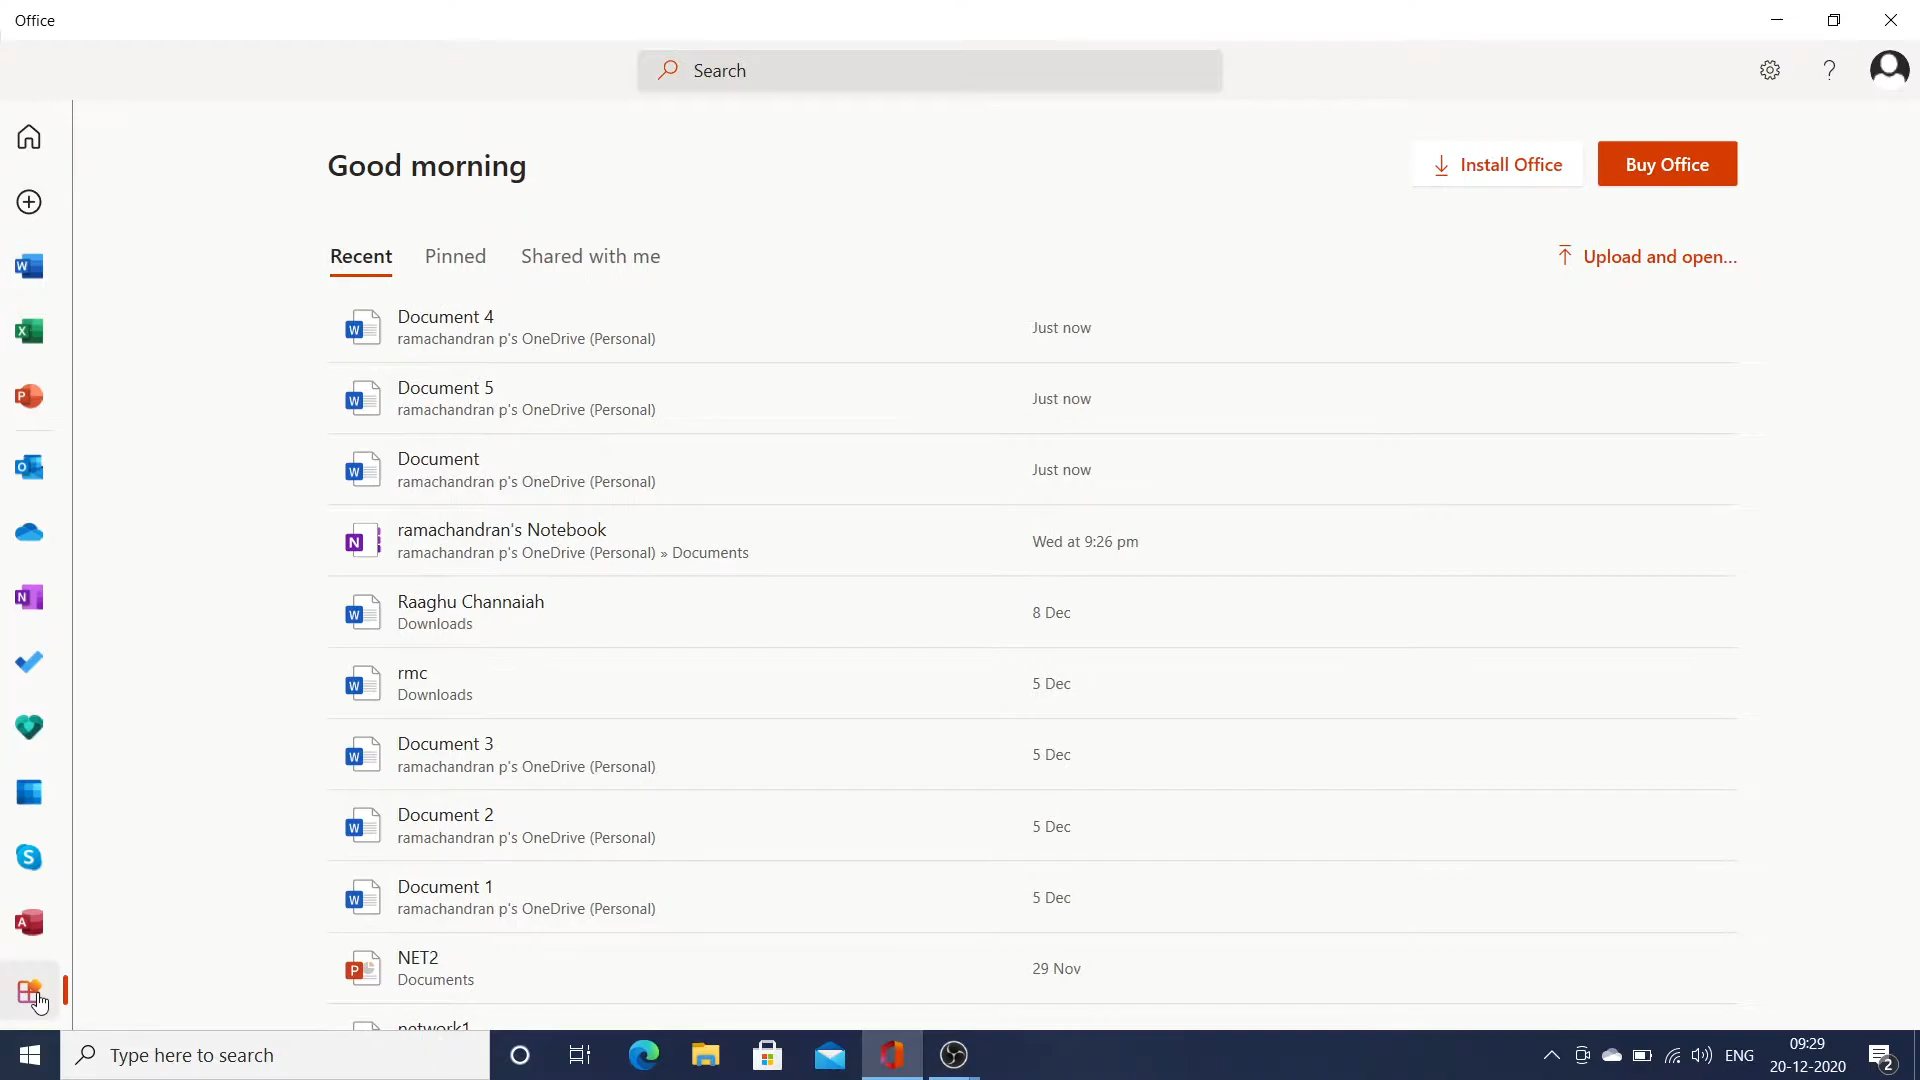 Office
Search
Good morning
Install Office
Buy Office
Recent
Pinned
Shared with me
Upload and open...
Document 4
ramachandran p's OneDrive (Personal)
Just now
Document 5
ramachandran p's OneDrive (Personal)
Just now
Document
ramachandran p's OneDrive (Personal)
Just now
ramachandran's Notebook
ramachandran p's OneDrive (Personal) » Documents
Wed at 9:26 pm
Raaghu Channaiah
Downloads
8 Dec
rmc
Downloads
5 Dec
Document 3
ramachandran p's OneDrive (Personal)
5 Dec
Document 2
ramachandran p's OneDrive (Personal)
5 Dec
Document 1
ramachandran p's OneDrive (Personal)
5 Dec
NET2
Documents
29 Nov
network1
Type here to search
ENG
09:29
20-12-2020
2